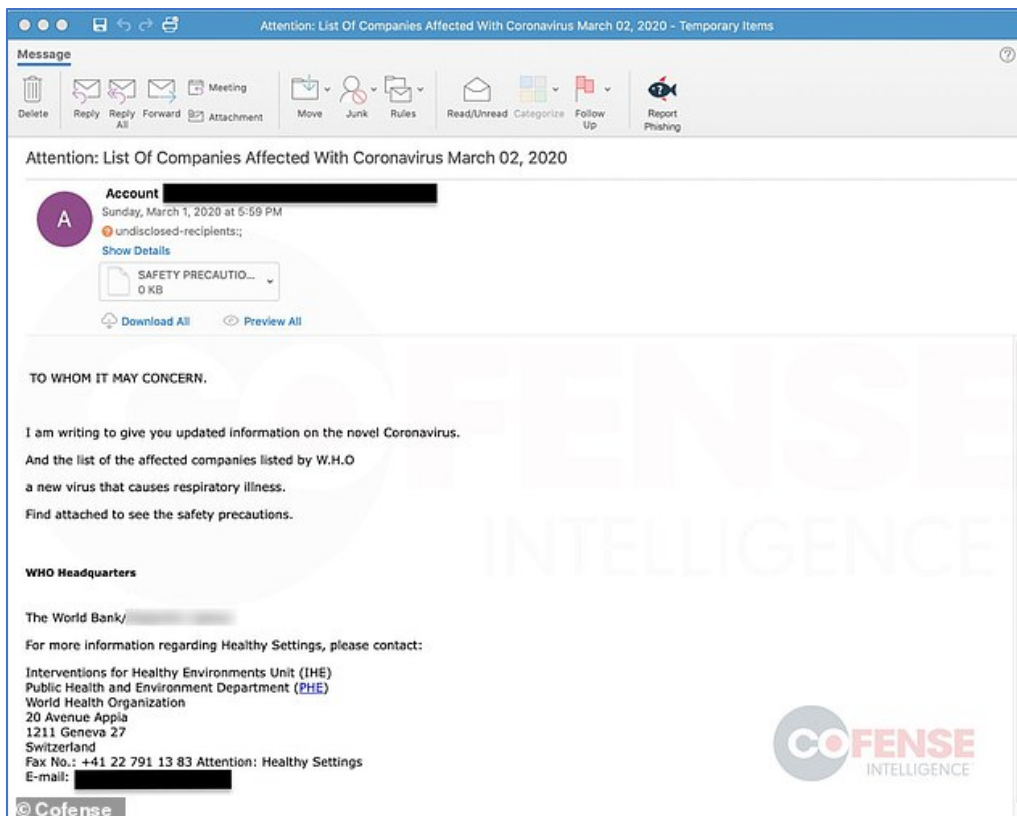 Attention: List Of Companies Affected With Coronavirus March 02, 2020 - Temporary Items
Message
Delete
Reply
Reply All
Forward
Meeting
Attachment
Move
Junk
Rules
Read/Unread
Categorize
Follow Up
Report Phishing
Attention: List Of Companies Affected With Coronavirus March 02, 2020
A
Account
Sunday, March 1, 2020 at 5:59 PM
undisclosed-recipients:;
Show Details
SAFETY PRECAUTIO...
0 KB
Download All
Preview All
TO WHOM IT MAY CONCERN.
I am writing to give you updated information on the novel Coronavirus.
And the list of the affected companies listed by W.H.O
a new virus that causes respiratory illness.
Find attached to see the safety precautions.
WHO Headquarters
The World Bank/
For more information regarding Healthy Settings, please contact:
Interventions for Healthy Environments Unit (IHE)
Public Health and Environment Department (PHE)
World Health Organization
20 Avenue Appia
1211 Geneva 27
Switzerland
Fax No.: +41 22 791 13 83 Attention: Healthy Settings
E-mail:
COFENSE
INTELLIGENCE
COFENSE
INTELLIGENCE
© Cofense